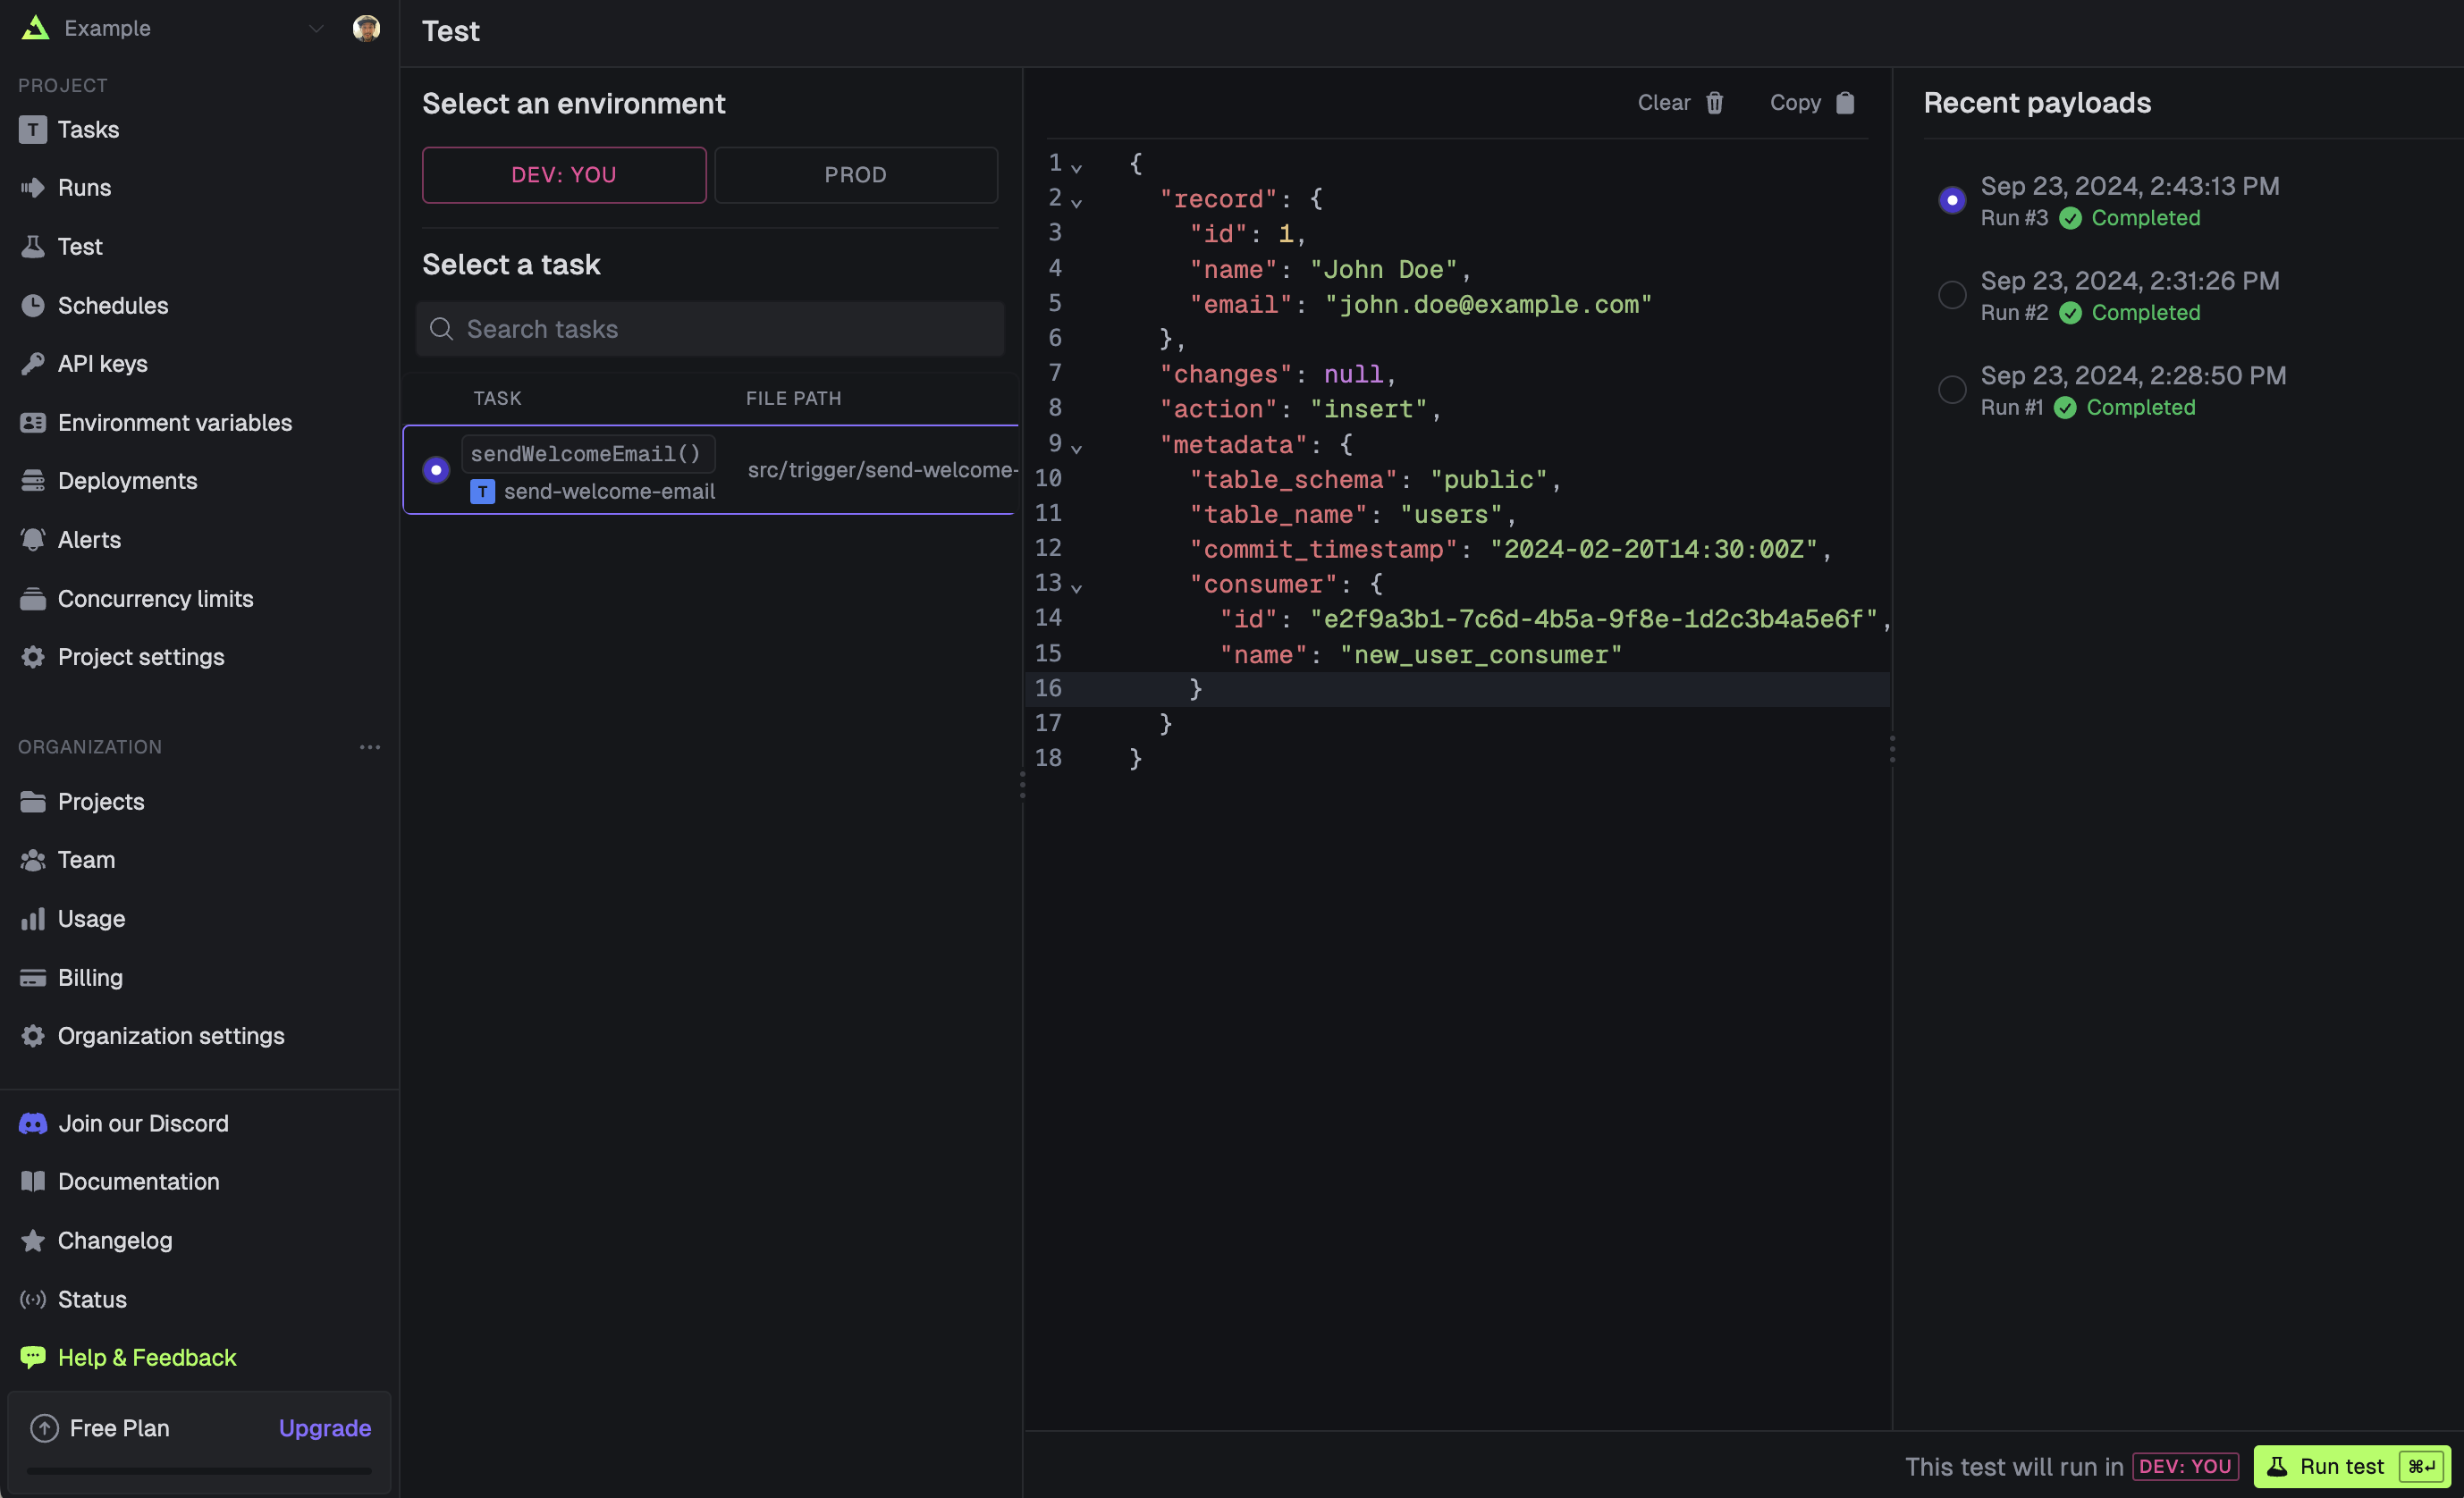 Example
PROJECT
T Tasks
Runs
Test
Schedules
API keys
Environment variables
Deployments
Alerts
Concurrency limits
Project settings
ORGANIZATION
Projects
Team
Usage
Billing
Organization settings
Join our Discord
Documentation
Changelog
Status
Help & Feedback
Free Plan Upgrade
Test
Select an environment
DEV: YOU PROD
Select a task
Search tasks
TASK FILE PATH
sendWelcomeEmail()
T send-welcome-email
src/trigger/send-welcome-
Clear Copy
1 {
2 "record": {
3 "id": 1,
4 "name": "John Doe",
5 "email": "john.doe@example.com"
6 },
7 "changes": null,
8 "action": "insert",
9 "metadata": {
10 "table_schema": "public",
11 "table_name": "users",
12 "commit_timestamp": "2024-02-20T14:30:00Z",
13 "consumer": {
14 "id": "e2f9a3b1-7c6d-4b5a-9f8e-1d2c3b4a5e6f",
15 "name": "new_user_consumer"
16 }
17 }
18 }
Recent payloads
Sep 23, 2024, 2:43:13 PM
Run #3 Completed
Sep 23, 2024, 2:31:26 PM
Run #2 Completed
Sep 23, 2024, 2:28:50 PM
Run #1 Completed
This test will run in DEV: YOU Run test ⌘↵